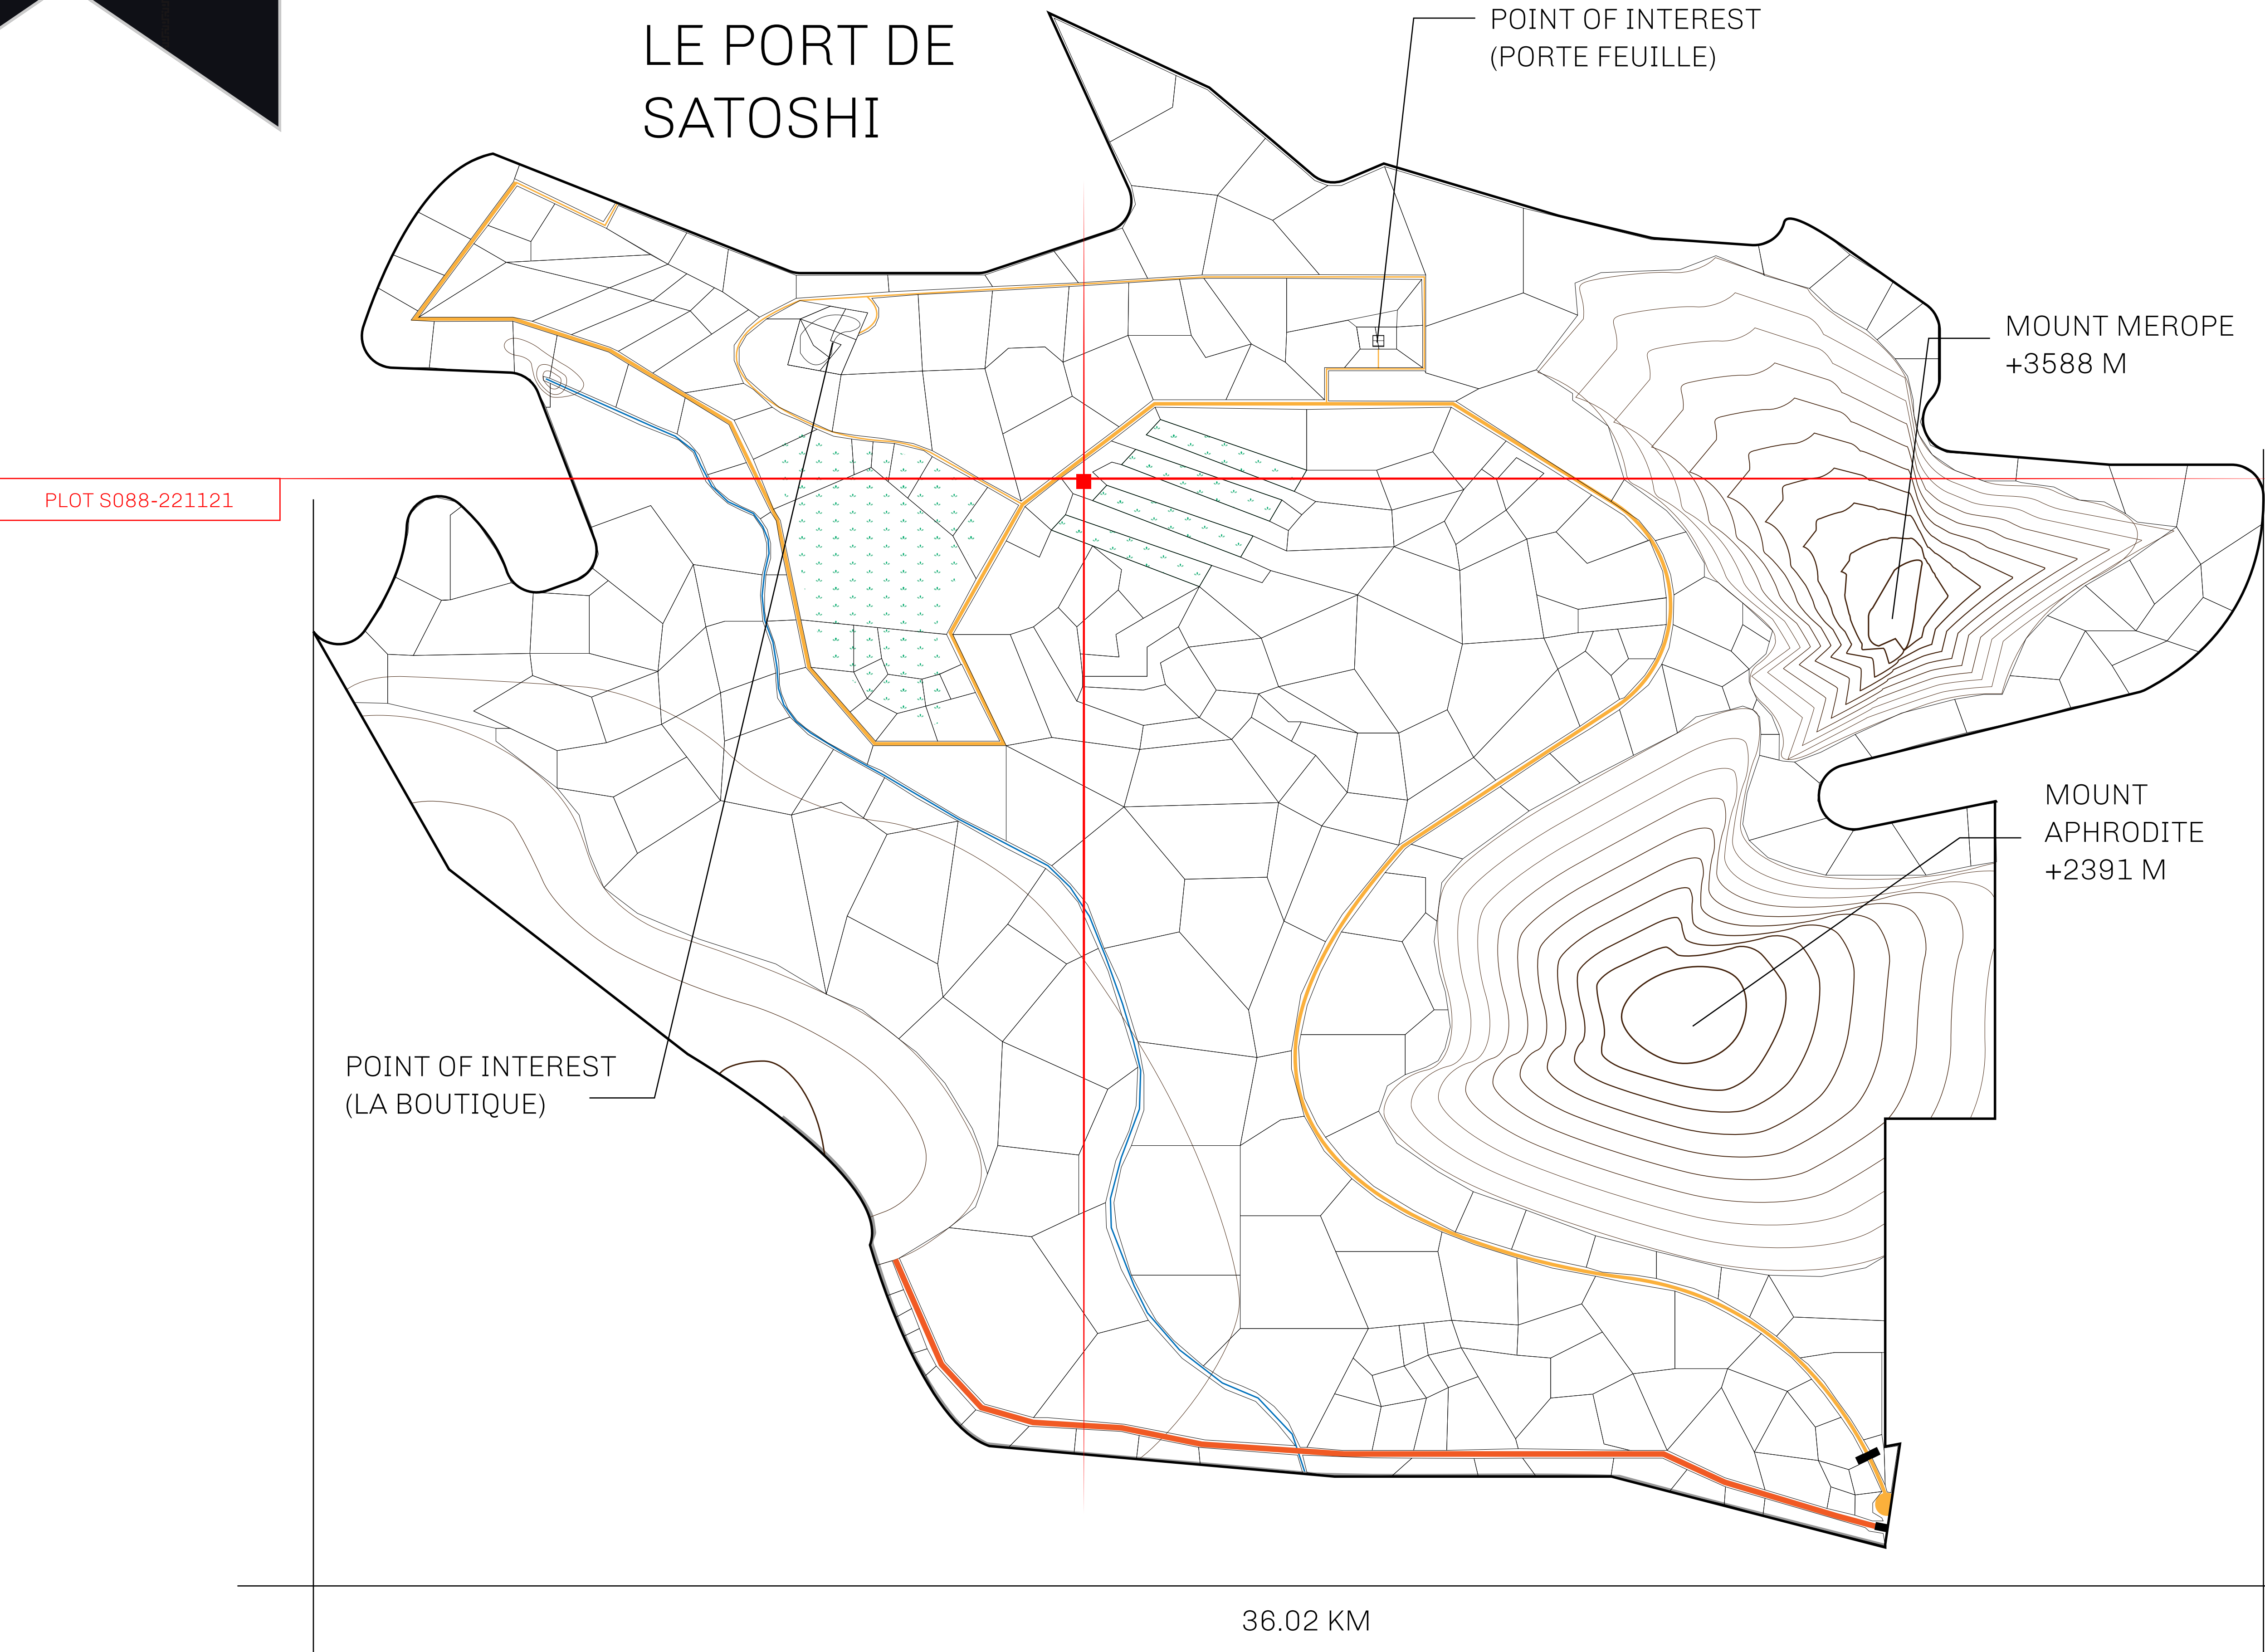 LE PORT DE
SATOSHI
POINT OF INTEREST
(PORTE FEUILLE)
MOUNT MEROPE
+3588 M
PLOT S088-221121
MOUNT
APHRODITE
+2391 M
POINT OF INTEREST
(LA BOUTIQUE)
36.02 KM